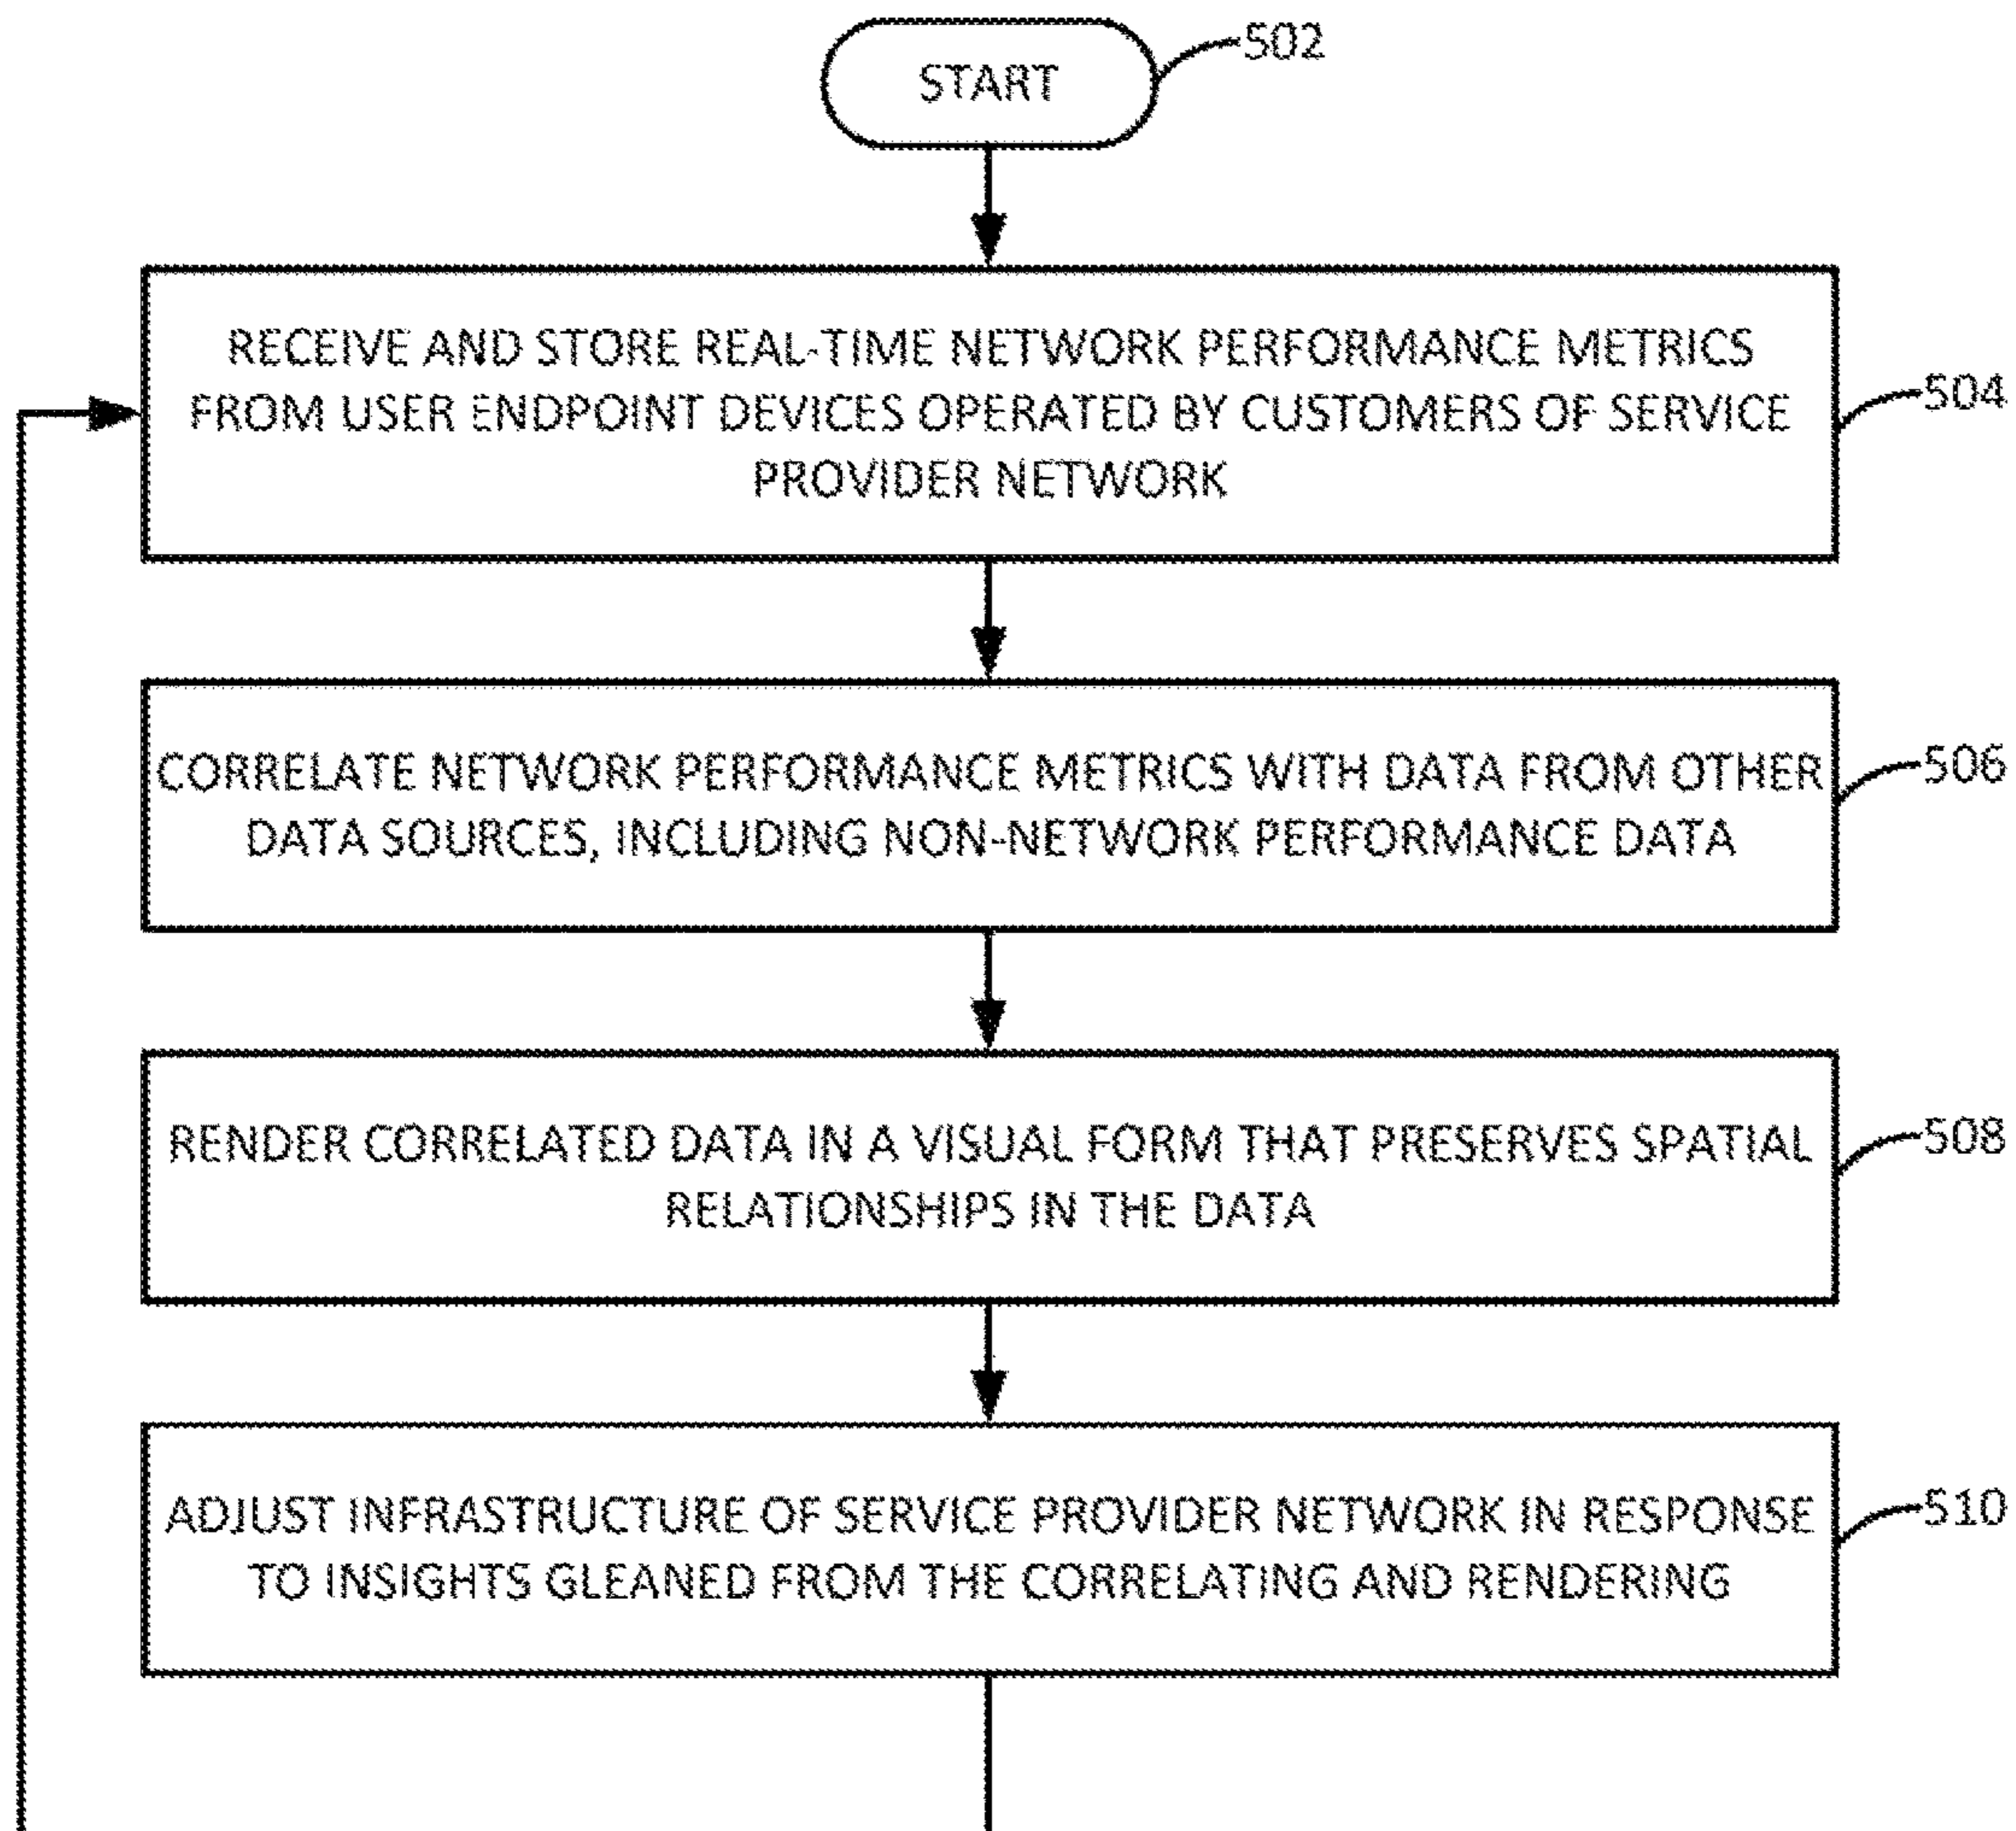 START
502
RECEIVE AND STORE REAL-TIME NETWORK PERFORMANCE METRICS
FROM USER ENDPOINT DEVICES OPERATED BY CUSTOMERS OF SERVICE
PROVIDER NETWORK
504
CORRELATE NETWORK PERFORMANCE METRICS WITH DATA FROM OTHER
DATA SOURCES, INCLUDING NON-NETWORK PERFORMANCE DATA
506
RENDER CORRELATED DATA IN A VISUAL FORM THAT PRESERVES SPATIAL
RELATIONSHIPS IN THE DATA
508
ADJUST INFRASTRUCTURE OF SERVICE PROVIDER NETWORK IN RESPONSE
TO INSIGHTS GLEANED FROM THE CORRELATING AND RENDERING
510